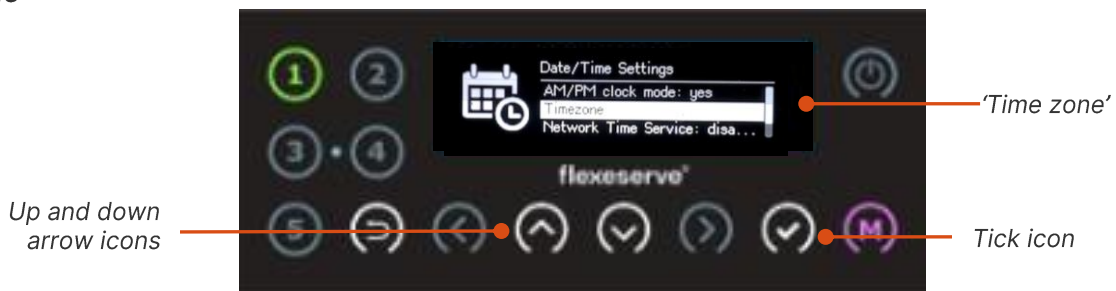 1 2
Date/Time Settings
AM/PM clock mode: yes
Timezone
Network Time Service: disa...
'Time zone'
3 4
flexeserve
Up and down
arrow icons
5
M
Tick icon